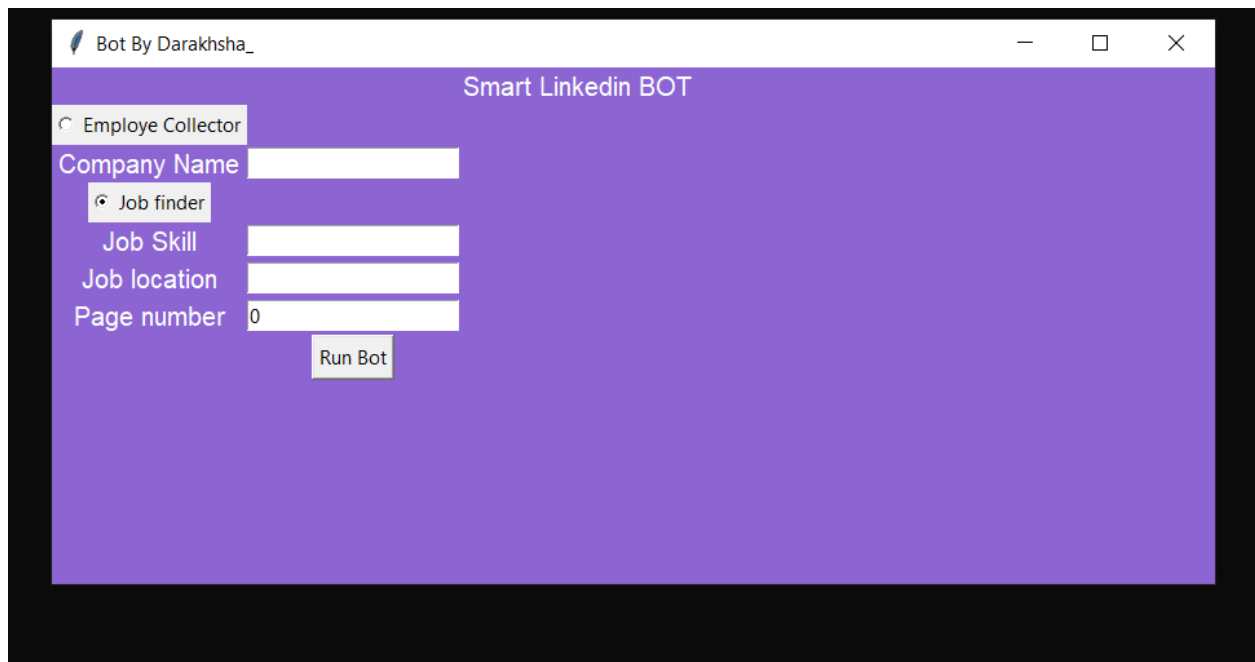 Bot By Darakhsha_
Smart Linkedin BOT
Employe Collector
Company Name
Job finder
Job Skill
Job location
Page number 0
Run Bot